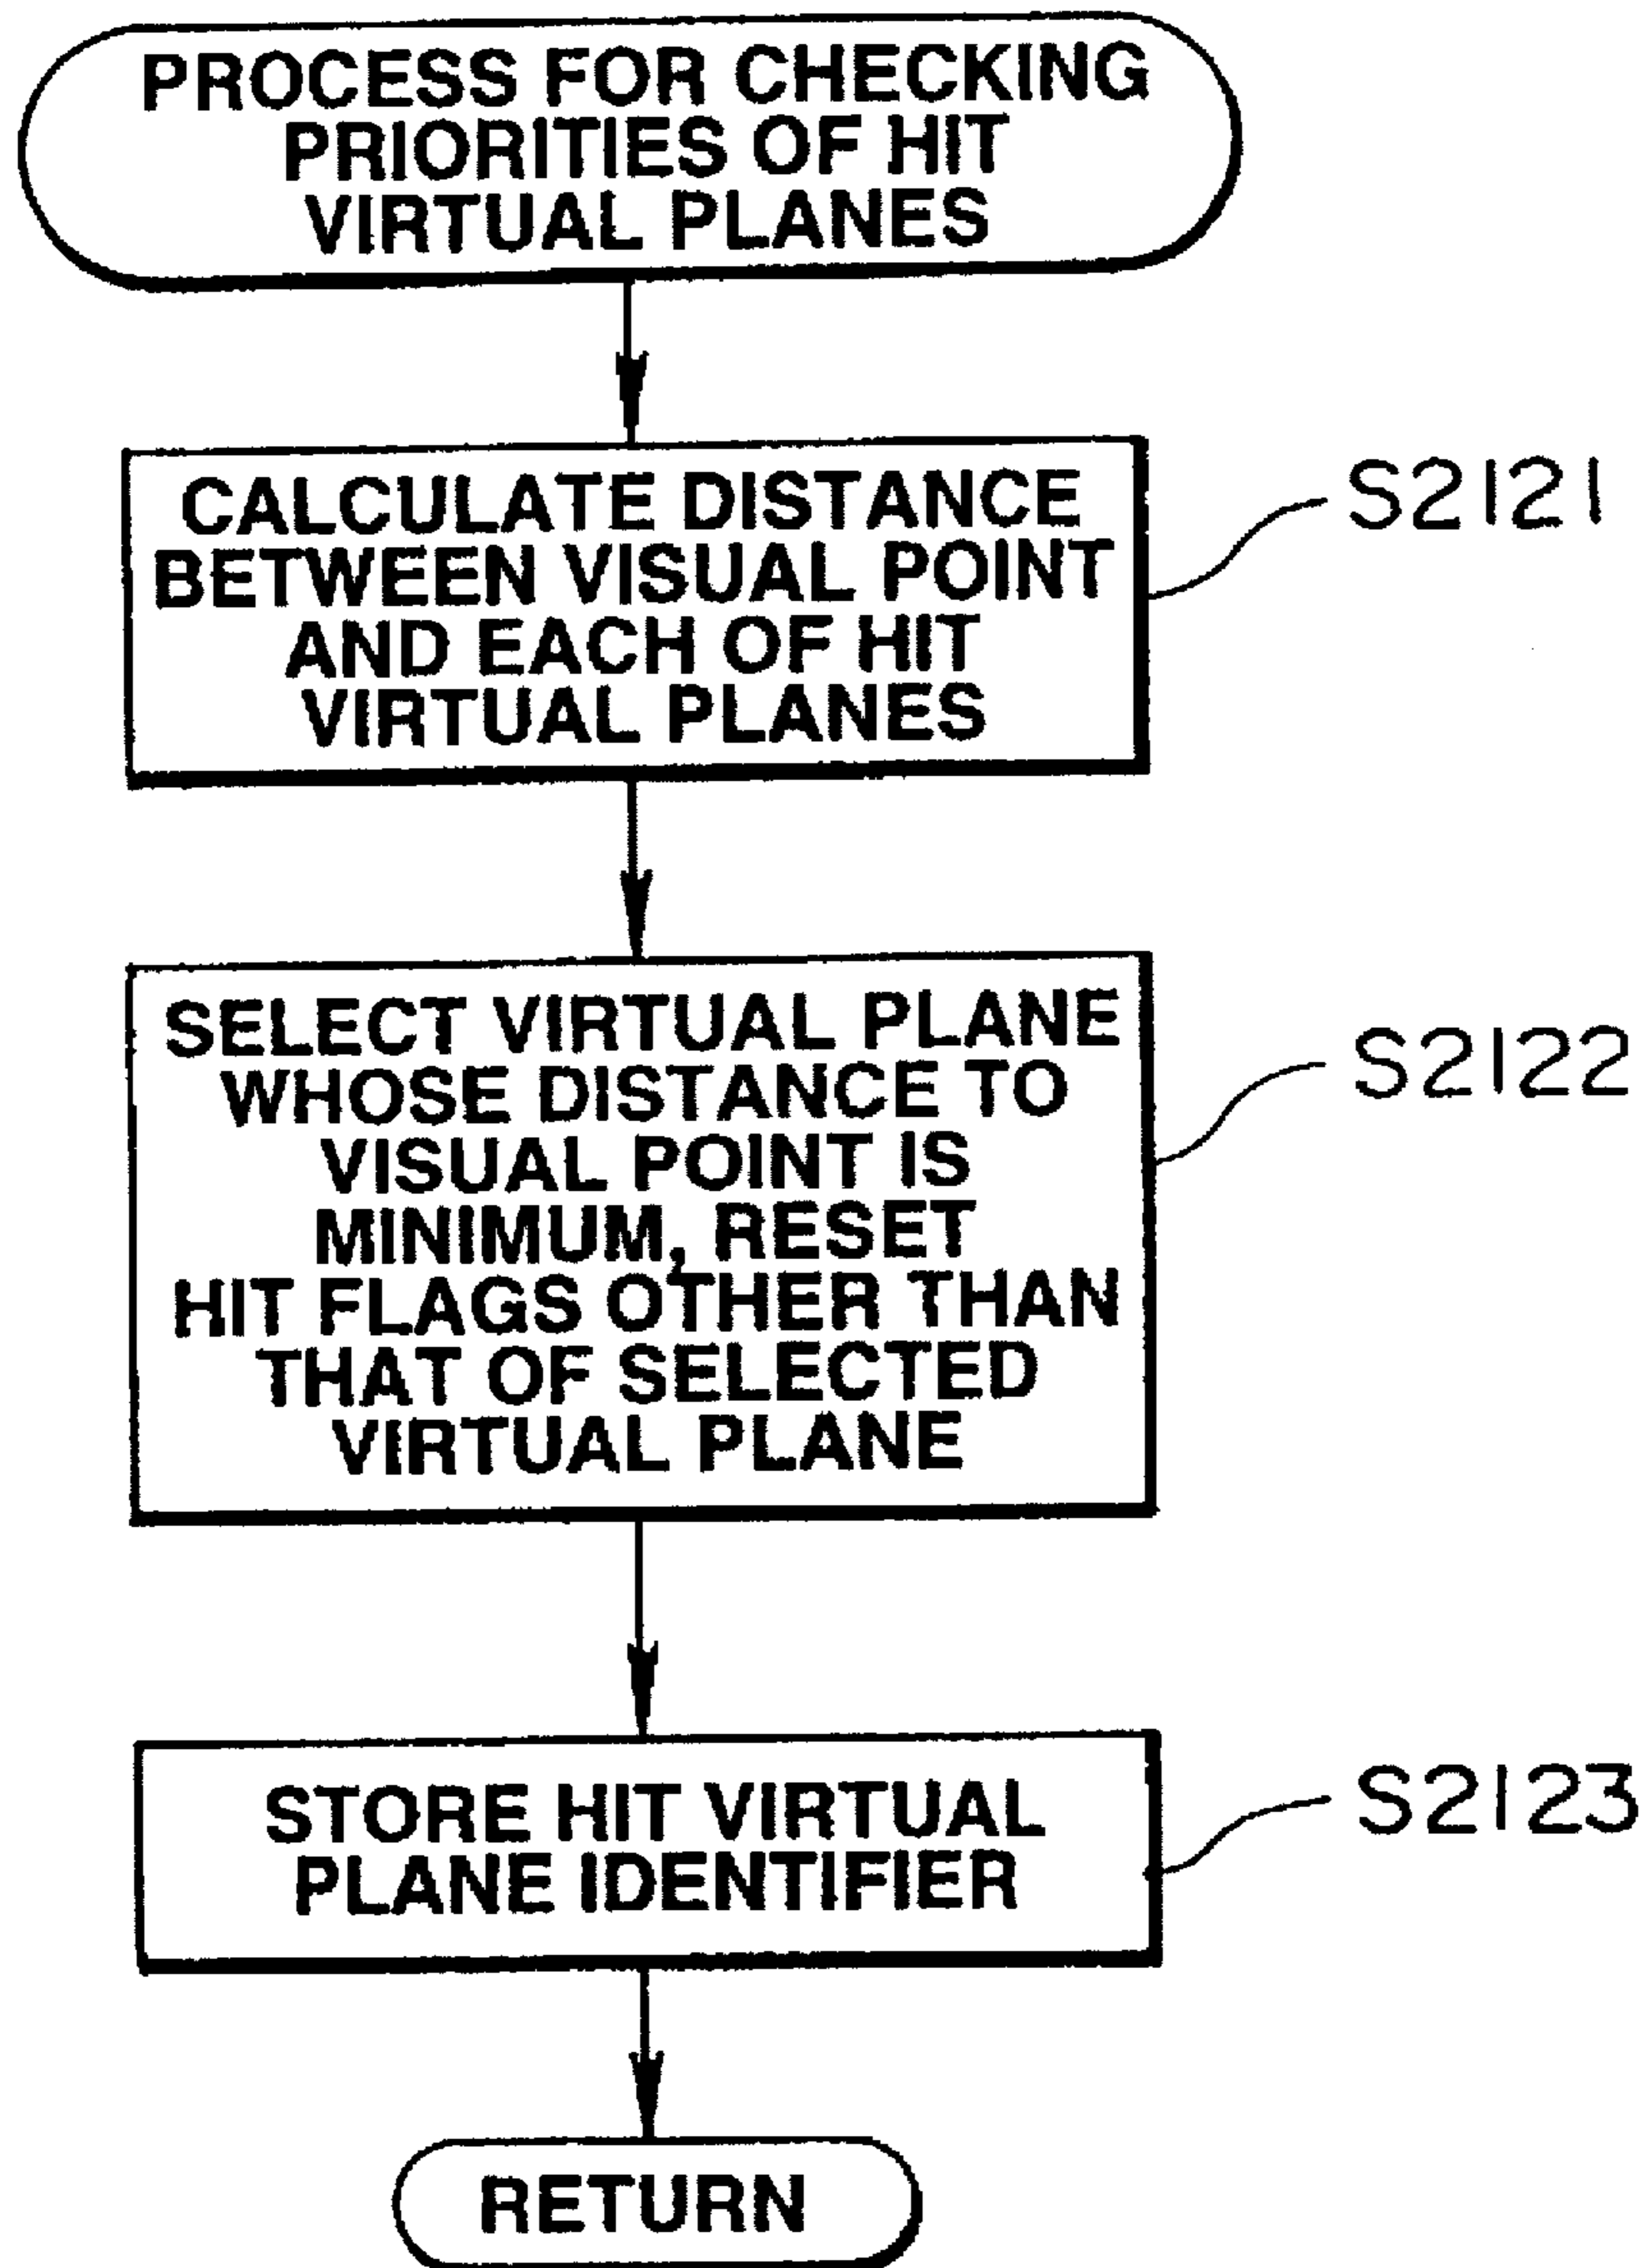 PROCESS FOR CHECKING
PRIORITIES OF HIT
VIRTUAL PLANES
CALCULATE DISTANCE
BETWEEN VISUAL POINT
AND EACH OF HIT
VIRTUAL PLANES
S2121
SELECT VIRTUAL PLANE
WHOSE DISTANCE TO
VISUAL POINT IS
MINIMUM, RESET
HIT FLAGS OTHER THAN
THAT OF SELECTED
VIRTUAL PLANE
S2122
STORE HIT VIRTUAL
PLANE IDENTIFIER
S2123
RETURN